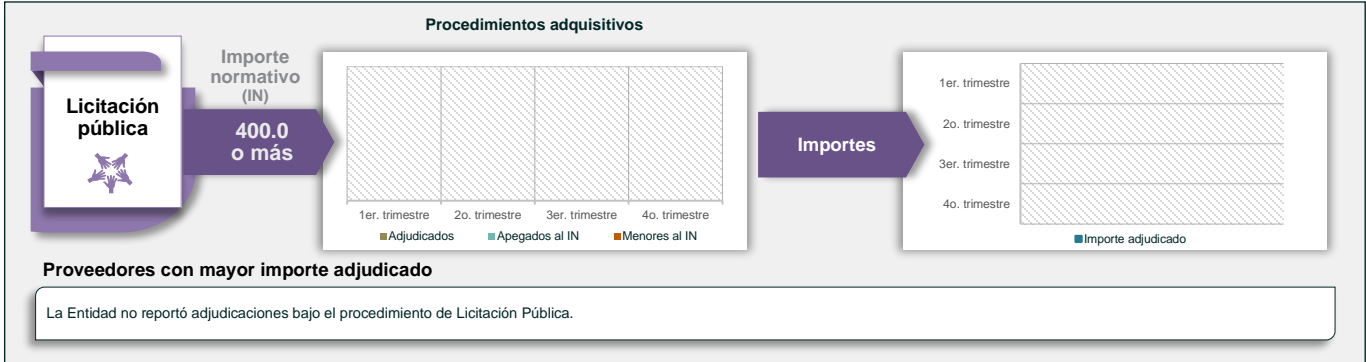 Procedimientos adquisitivos
Licitación
pública
Importe
normativo
(IN)
400.0
o más
1er. trimestre
2o. trimestre
3er. trimestre
4o. trimestre
Adjudicados
Apegados al IN
Menores al IN
Importes
1er. trimestre
2o. trimestre
3er. trimestre
4o. trimestre
Importe adjudicado
Proveedores con mayor importe adjudicado
La Entidad no reportó adjudicaciones bajo el procedimiento de Licitación Pública.